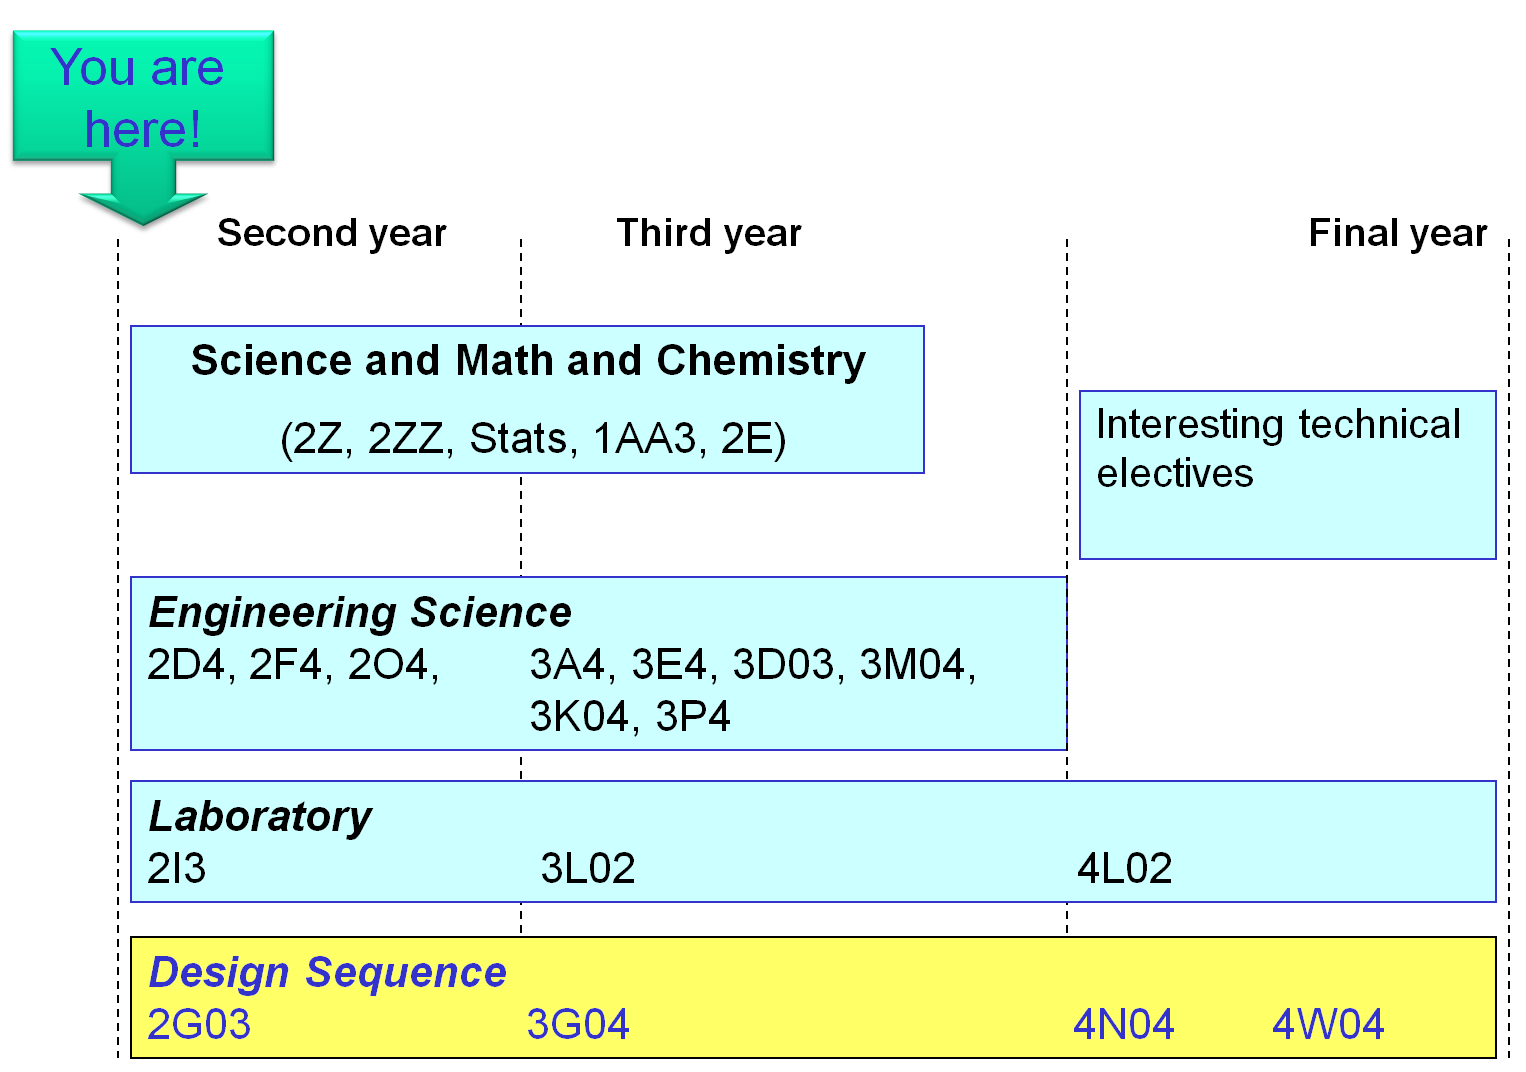 You are
here!
Second year
Third year
Final year
Science and Math and Chemistry
(2Z, 2ZZ, Stats, 1AA3, 2E)
Interesting technical
electives
Engineering Science
2D4, 2F4, 2O4,
3A4, 3E4, 3D03, 3M04,
3K04, 3P4
Laboratory
2I3
3L02
4L02
Design Sequence
2G03
3G04
4N04
4W04